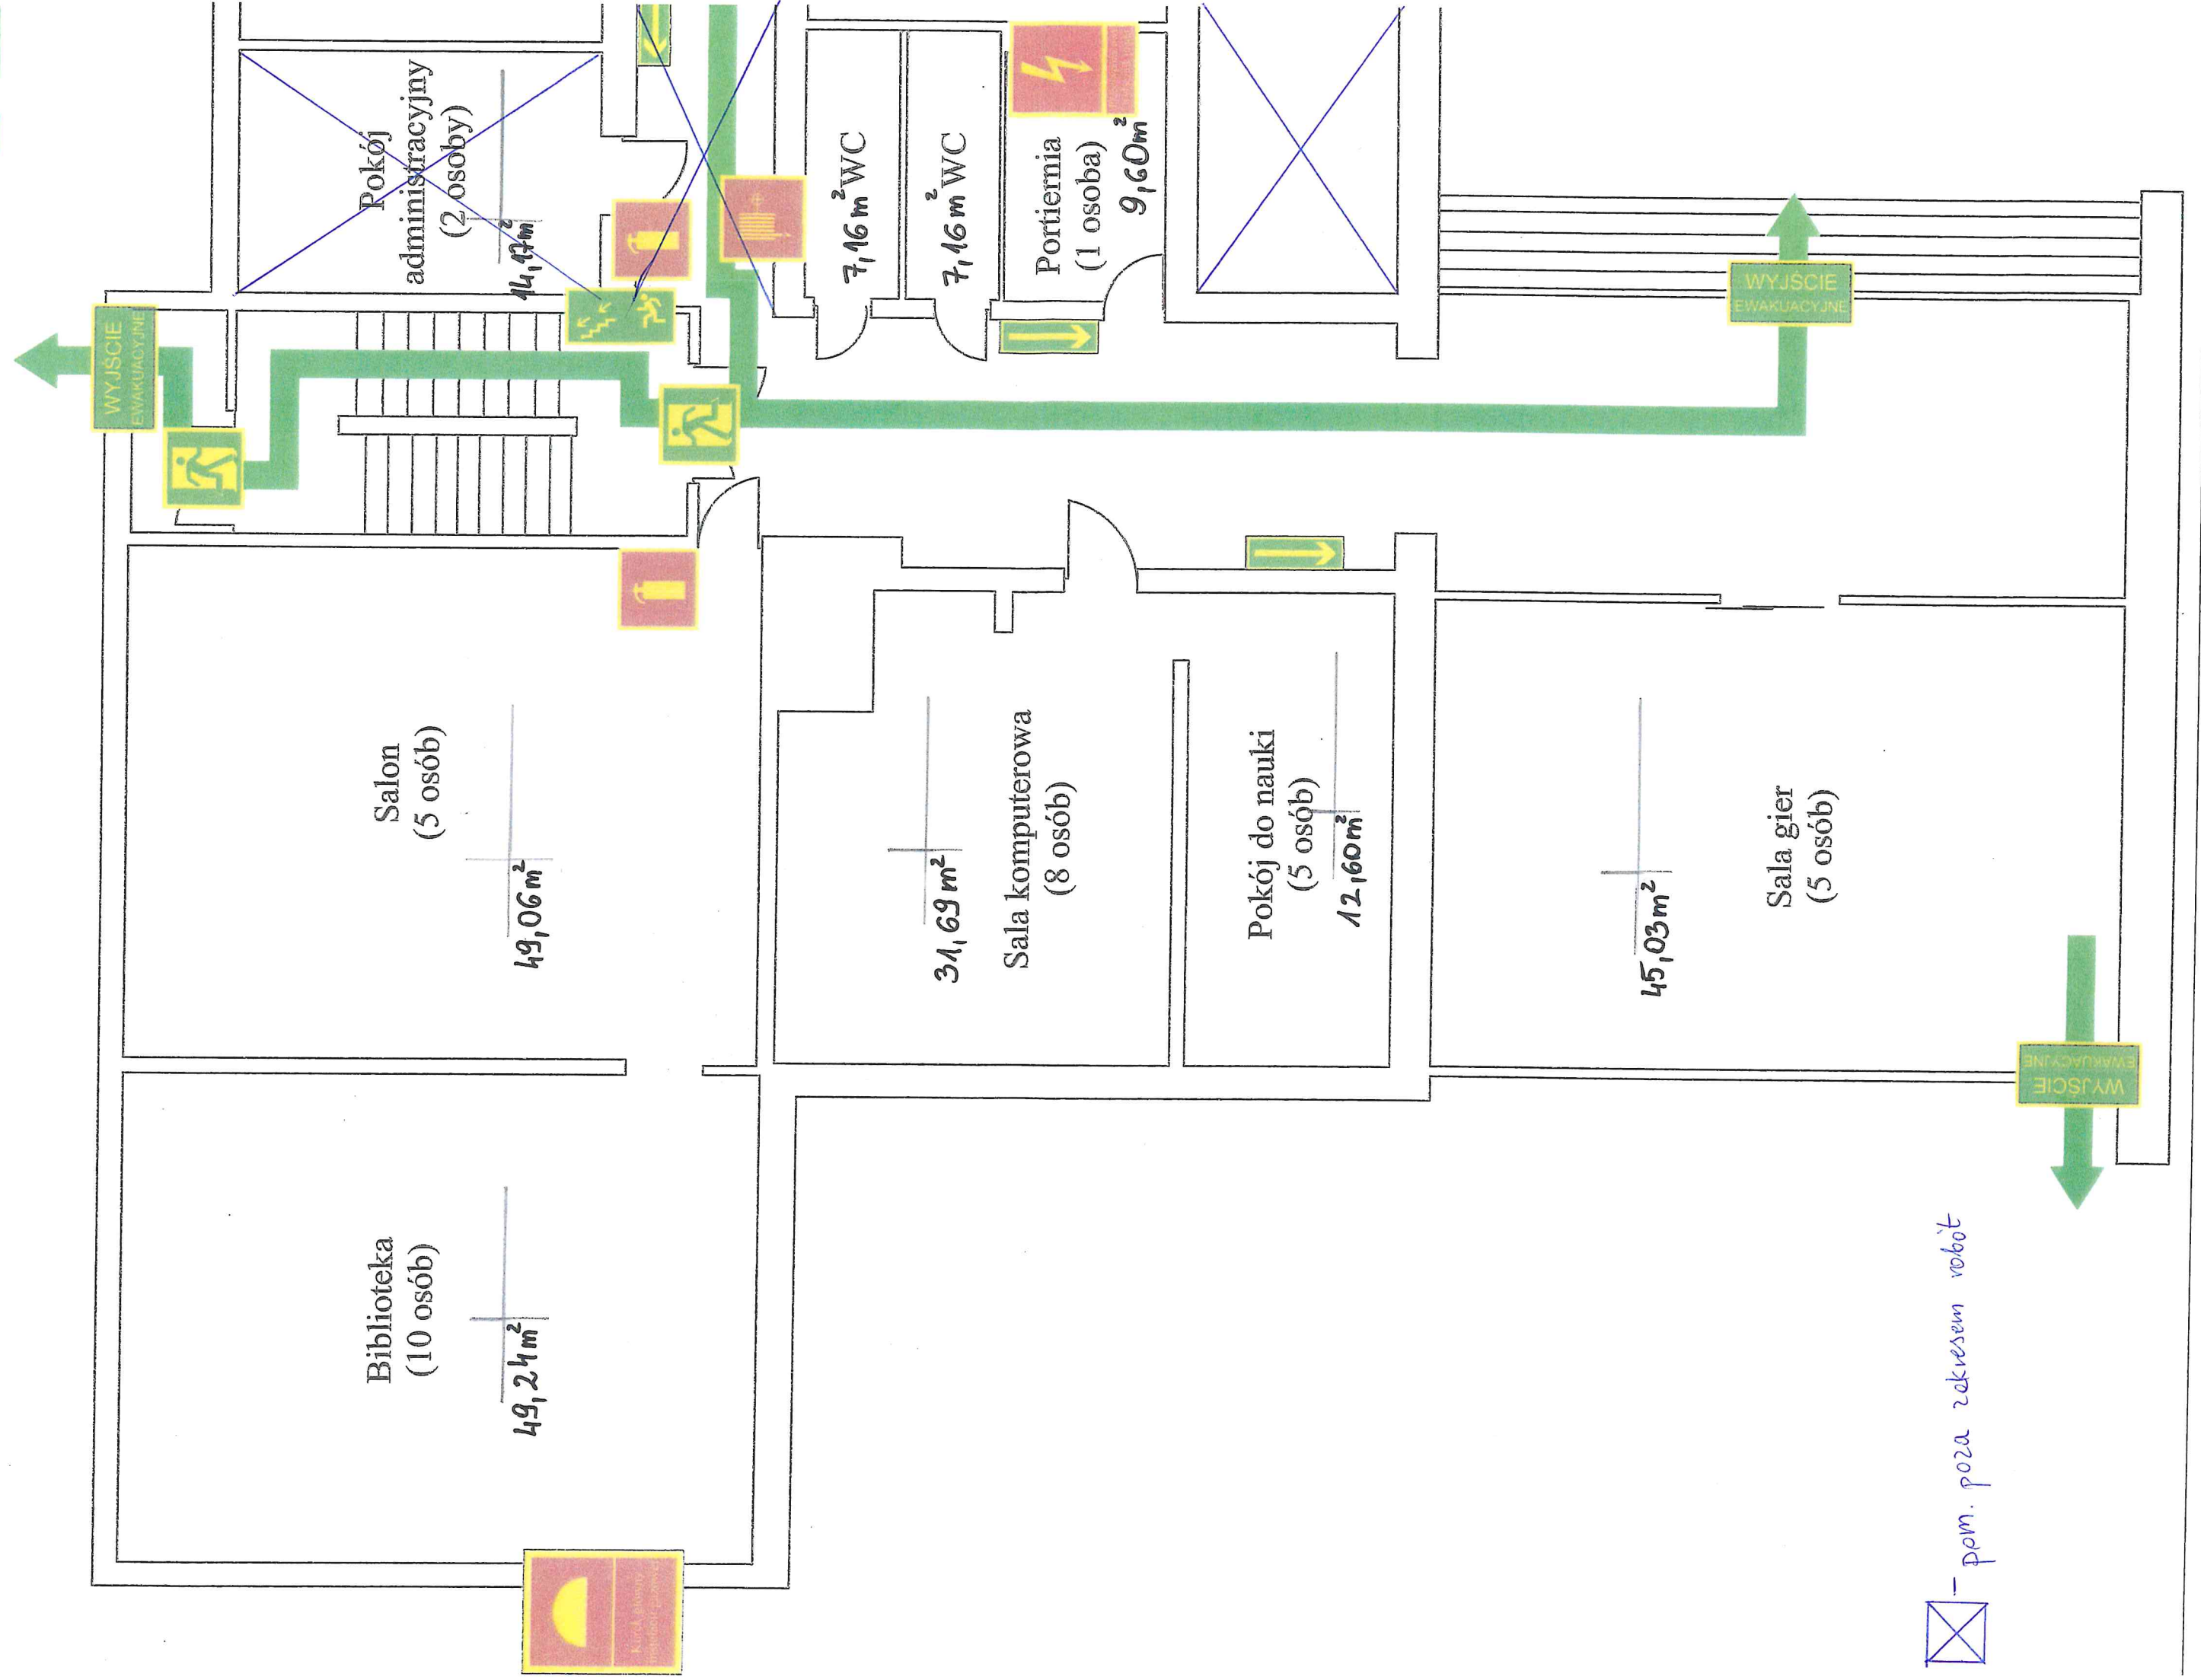 Pokój
administracyjny
(2 osoby)
14,17m²
7,16m² WC
7,16m² WC
Portiernia
(1 osoba)
9,60m²
WYJŚCIE
EWAKUACYJNE
WYJŚCIE
EWAKUACYJNE
Salon
(5 osób)
49,06m²
31,69m²
Sala komputerowa
(8 osób)
Pokój do nauki
(5 osób)
12,60m²
45,03m²
Sala gier
(5 osób)
WYJŚCIE
EWAKUACYJNE
Biblioteka
(10 osób)
49,24m²
- pom. poza zakresem robót